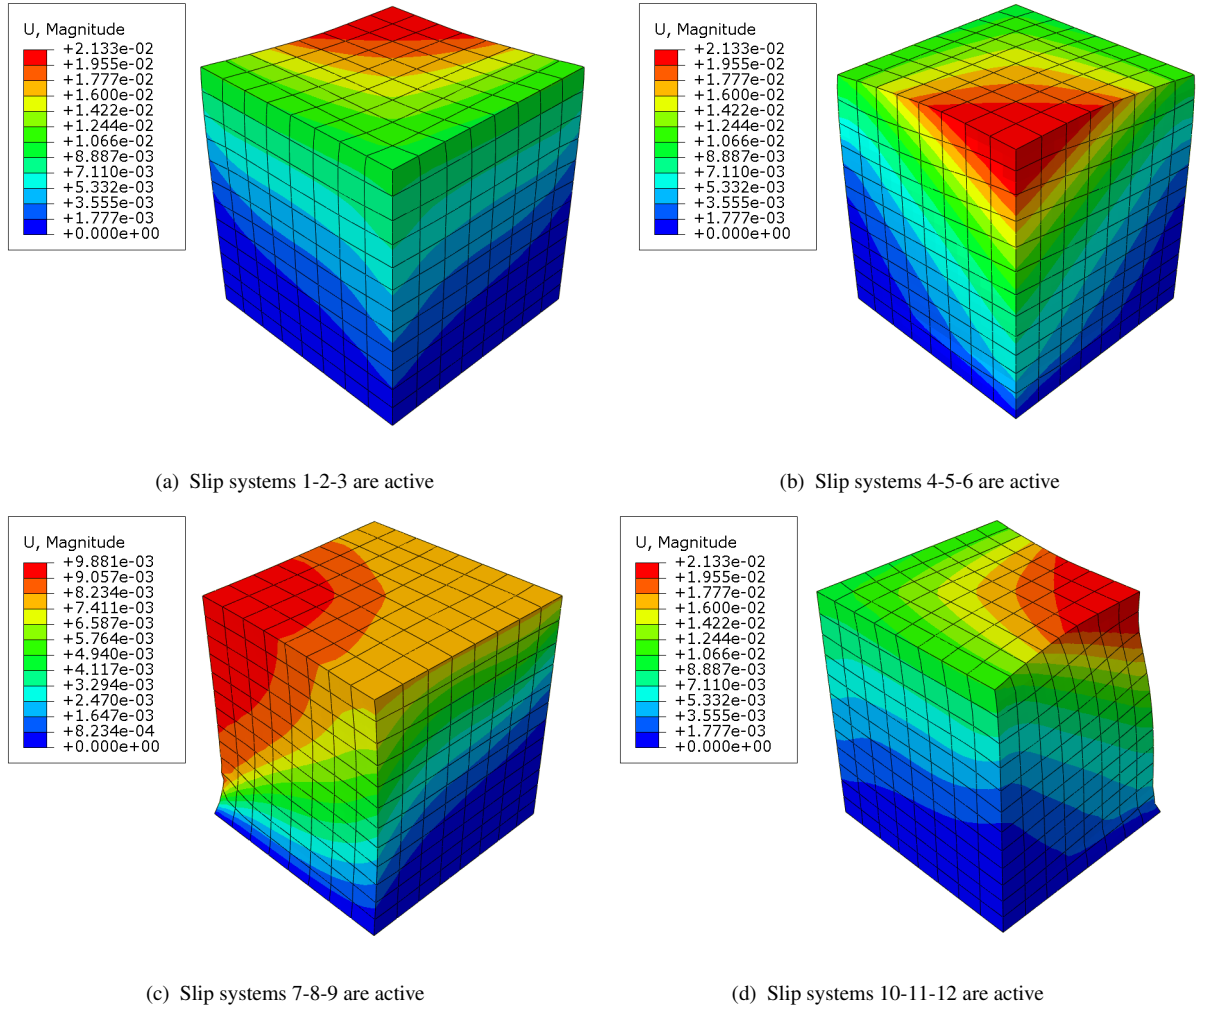 U, Magnitude
+2.133e-02
+1.955e-02
+1.777e-02
+1.600e-02
+1.422e-02
+1.244e-02
+1.066e-02
+8.887e-03
+7.110e-03
+5.332e-03
+3.555e-03
+1.777e-03
+0.000e+00
(a) Slip systems 1-2-3 are active
U, Magnitude
+2.133e-02
+1.955e-02
+1.777e-02
+1.600e-02
+1.422e-02
+1.244e-02
+1.066e-02
+8.887e-03
+7.110e-03
+5.332e-03
+3.555e-03
+1.777e-03
+0.000e+00
(b) Slip systems 4-5-6 are active
U, Magnitude
+9.881e-03
+9.057e-03
+8.234e-03
+7.411e-03
+6.587e-03
+5.764e-03
+4.940e-03
+4.117e-03
+3.294e-03
+2.470e-03
+1.647e-03
+8.234e-04
+0.000e+00
(c) Slip systems 7-8-9 are active
U, Magnitude
+2.133e-02
+1.955e-02
+1.777e-02
+1.600e-02
+1.422e-02
+1.244e-02
+1.066e-02
+8.887e-03
+7.110e-03
+5.332e-03
+3.555e-03
+1.777e-03
+0.000e+00
(d) Slip systems 10-11-12 are active